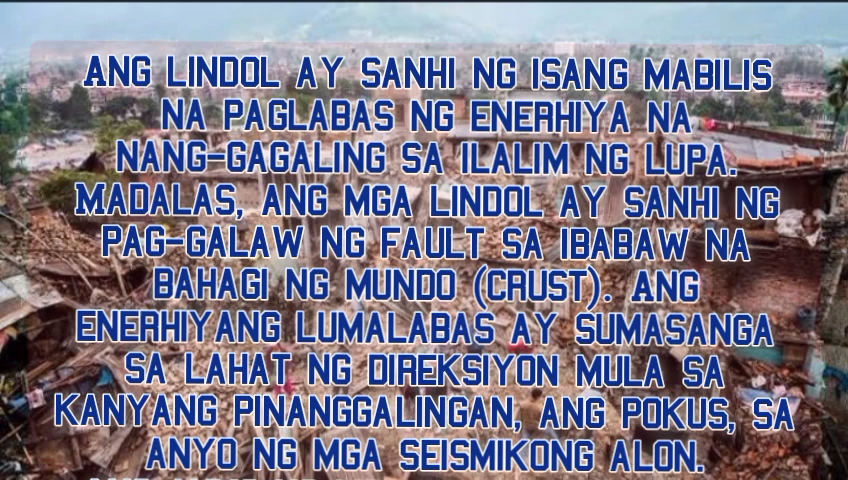 ANG LINDOL AY SANHI NG ISANG MABILIS
NA PAGLABAS NG ENERHIYA NA
NANG-GAGALING SA ILALIM NG LUPA.
MADALAS, ANG MGA LINDOL AY SANHI NG
PAG-GALAW NG FAULT SA IBABAW NA
BAHAGI NG MUNDO (CRUST). ANG
ENERHIYANG LUMALABAS AY SUMASANGA
SA LAHAT NG DIREKSIYON MULA SA
KANYANG PINANGGALINGAN, ANG POKUS, SA
ANYO NG MGA SEISMIKONG ALON.